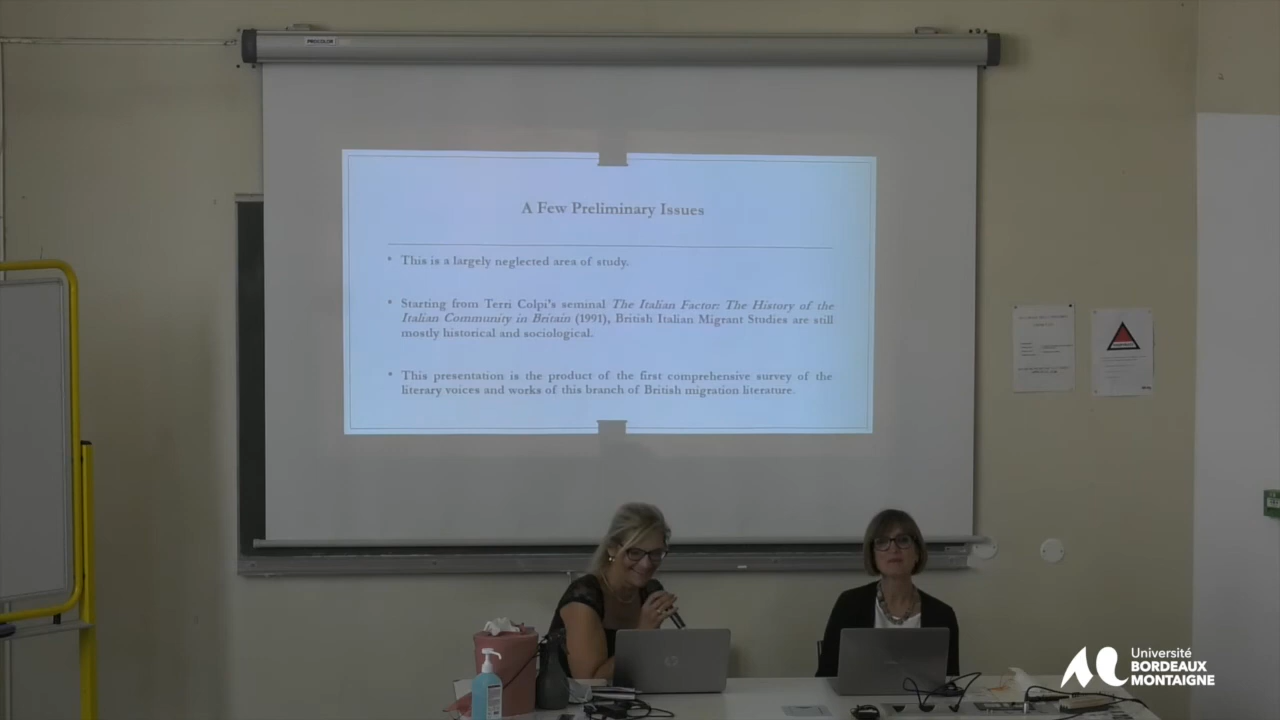 PROCOLOR
A Few Preliminary Issues
• This is a largely neglected area of study.
• Starting from Terri Colpi's seminal The Italian Factor: The History of the
Italian Community in Britain (1991), British Italian Migrant Studies are still
mostly historical and sociological.
• This presentation is the product of the first comprehensive survey of the
literary voices and works of this branch of British migration literature.
hp
Université
BORDEAUX
MONTAIGNE